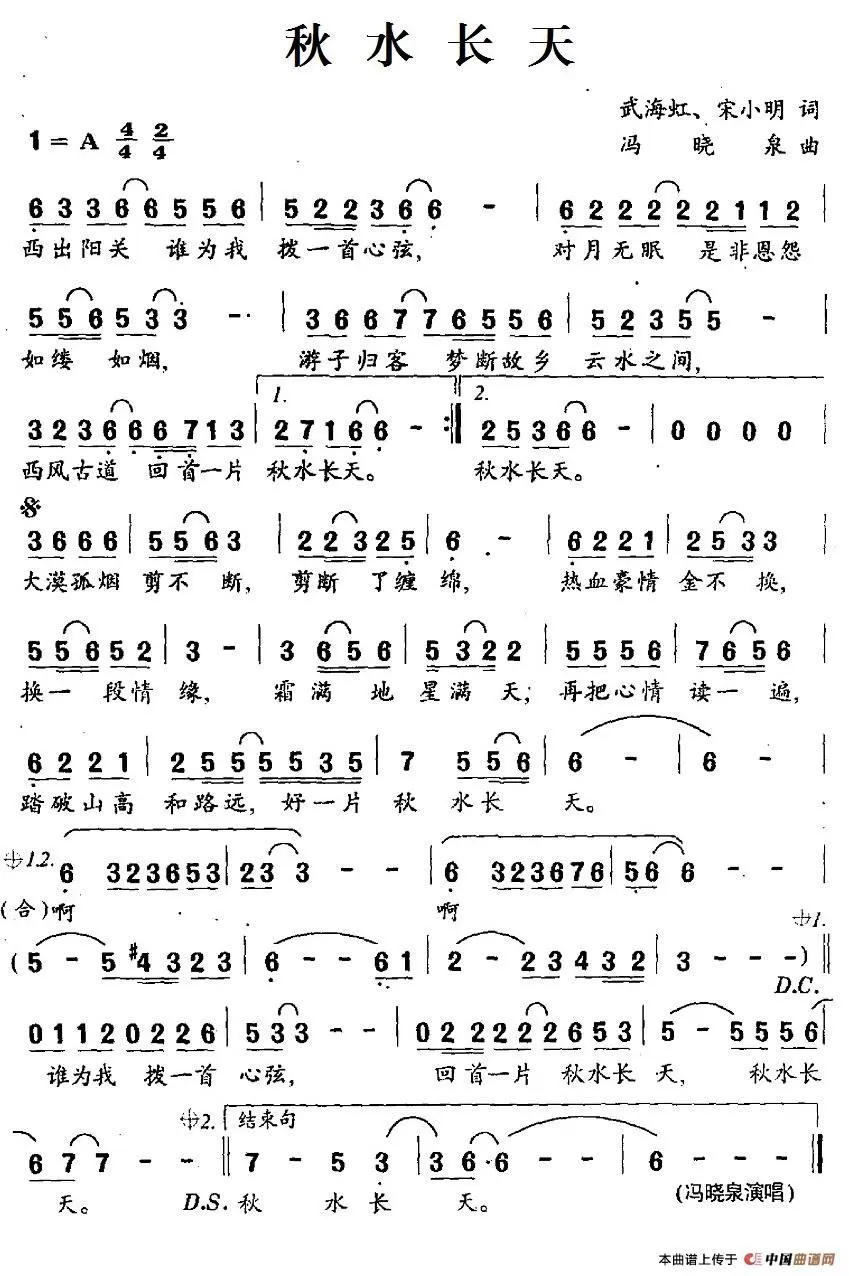 秋水长天
武海虹、宋小明 词
1=A 4/4 2/4
冯晓泉 曲
6 3 3 6 6 6 5 5 6 | 5 2 2 3 6 6 - | 6 2 2 2 2 2 2 1 1 2 |
西出阳关 谁为我 拨一首心弦, 对月无眠 是非恩怨
5 5 6 5 3 3 - · | 3 6 6 7 7 6 5 5 6 | 5 2 3 5 5 - |
如缕 如烟, 游子归客 梦断故乡 云水之间,
1. 2.
3 2 3 6 6 6 6 7 1 3 | 2 7 1 6 6 - :‖ 2 5 3 6 6 - | 0 0 0 0 |
西风古道 回首一片 秋水长天。 秋水长天。
𝄋
3 6 6 6 | 5 5 6 3 | 2 2 3 2 5 | 6 - | 6 2 2 1 | 2 5 3 3 |
大漠孤烟 剪不断, 剪断了缠绵, 热血豪情 金不换,
5 5 6 5 2 | 3 - | 3 6 5 6 | 5 3 2 2 | 5 5 5 6 | 7 6 5 6 |
换一段情缘, 霜满地 星满天; 再把心情 读一遍,
6 2 2 1 | 2 5 5 5 5 5 3 5 | 7 5 5 6 | 6 - | 6 - |
踏破山高 和路远, 好一片 秋水长天。
𝄌1.2. 6 3 2 3 6 5 3 | 2 3 3 - - | 6 3 2 3 6 7 6 | 5 6 6 - - |
(合)啊 啊
𝄌1.
( 5 - 5 #4 3 2 3 | 6 - - 6 1 | 2 - 2 3 4 3 2 | 3 - - - ) ‖
D.C.
0 1 1 2 0 2 2 6 | 5 3 3 - - | 0 2 2 2 2 2 6 5 3 | 5 - 5 5 5 6 |
谁为我 拨一首 心弦, 回首一片 秋水长天, 秋水长
𝄌2. 结束句
6 7 7 - - ‖ 7 - 5 3 | 3 6 · 6 - | 6 - - - ‖
天。 D.S. 秋 水长 天。
(冯晓泉演唱)
本曲谱上传于 中国曲谱网